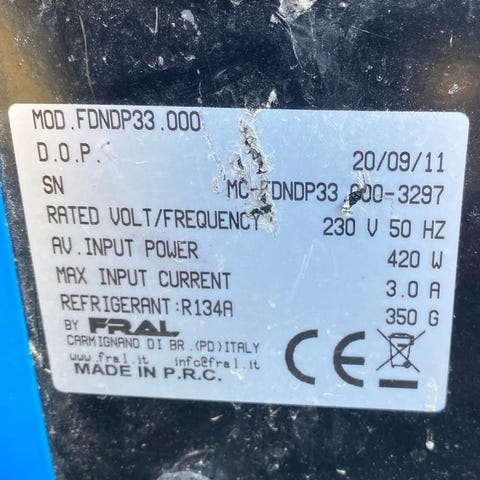 MOD.FDNDP33.000
D.O.P. 20/09/11
SN MC-FDNDP33.000-3297
RATED VOLT/FREQUENCY 230 V 50 HZ
AV.INPUT POWER 420 W
MAX INPUT CURRENT 3.0 A
REFRIGERANT:R134A 350 G
BY FRAL
CARMIGNANO DI BR.(PD)ITALY
www.fral.it info@fral.it
MADE IN P.R.C.
CE